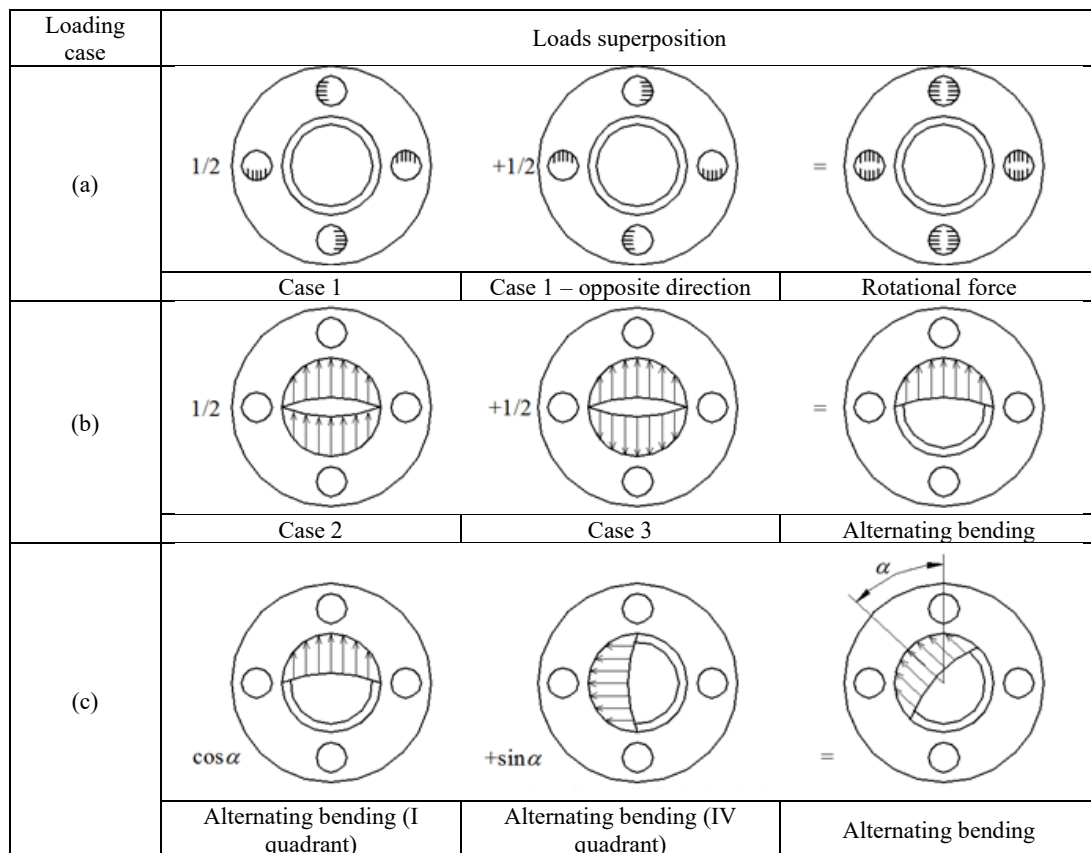 Loading
case
Loads superposition
(a)
1/2
+1/2
=
Case 1
Case 1 – opposite direction
Rotational force
(b)
1/2
+1/2
=
Case 2
Case 3
Alternating bending
(c)
α
cosα
+sinα
=
Alternating bending (I
quadrant)
Alternating bending (IV
quadrant)
Alternating bending